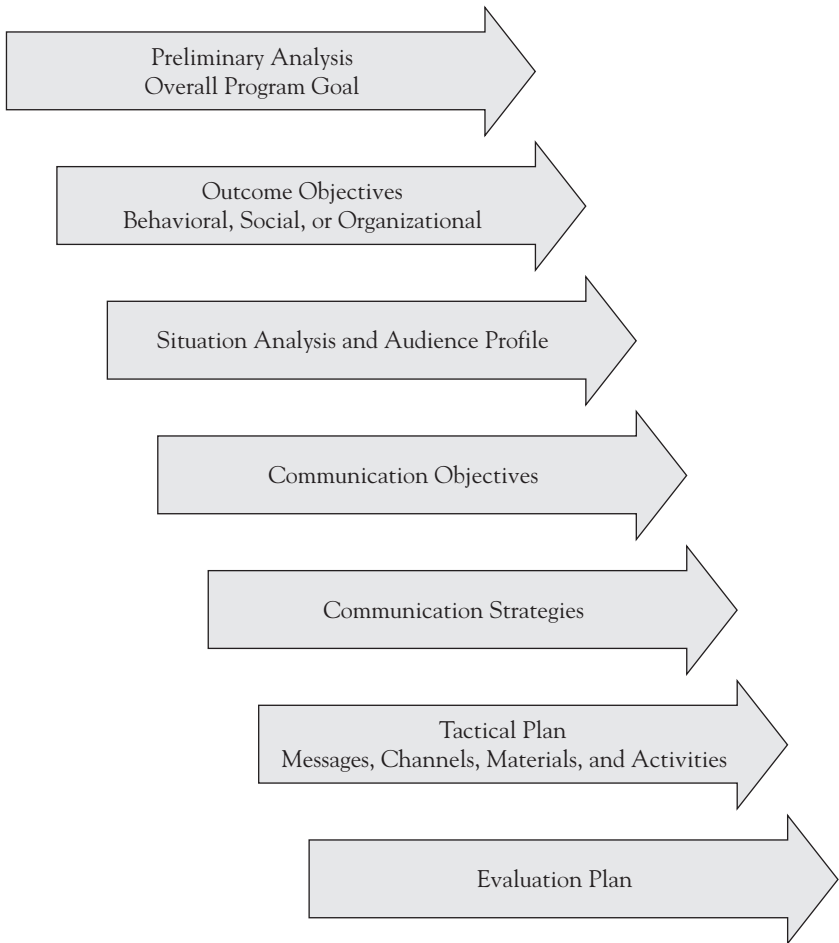 Preliminary Analysis
Overall Program Goal
Outcome Objectives
Behavioral, Social, or Organizational
Situation Analysis and Audience Profile
Communication Objectives
Communication Strategies
Tactical Plan
Messages, Channels, Materials, and Activities
Evaluation Plan